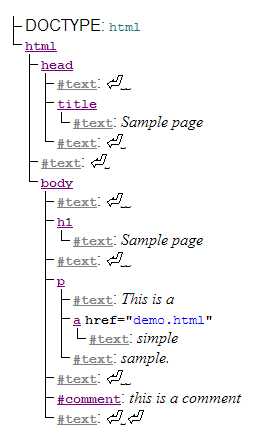 DOCTYPE: html
html
head
#text: ⏎␣␣
title
#text: Sample page
#text: ⏎␣
#text: ⏎␣
body
#text: ⏎␣␣
h1
#text: Sample page
#text: ⏎␣␣
p
#text: This is a
a href="demo.html"
#text: simple
#text: sample.
#text: ⏎␣␣
#comment: this is a comment
#text: ⏎␣⏎